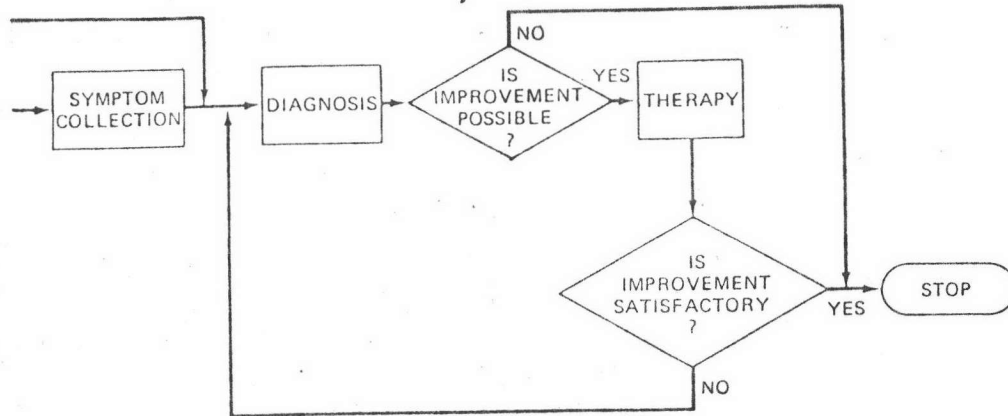 NO
SYMPTOM
COLLECTION
DIAGNOSIS
IS
IMPROVEMENT
POSSIBLE
?
YES
THERAPY
IS
IMPROVEMENT
SATISFACTORY
?
YES
STOP
NO